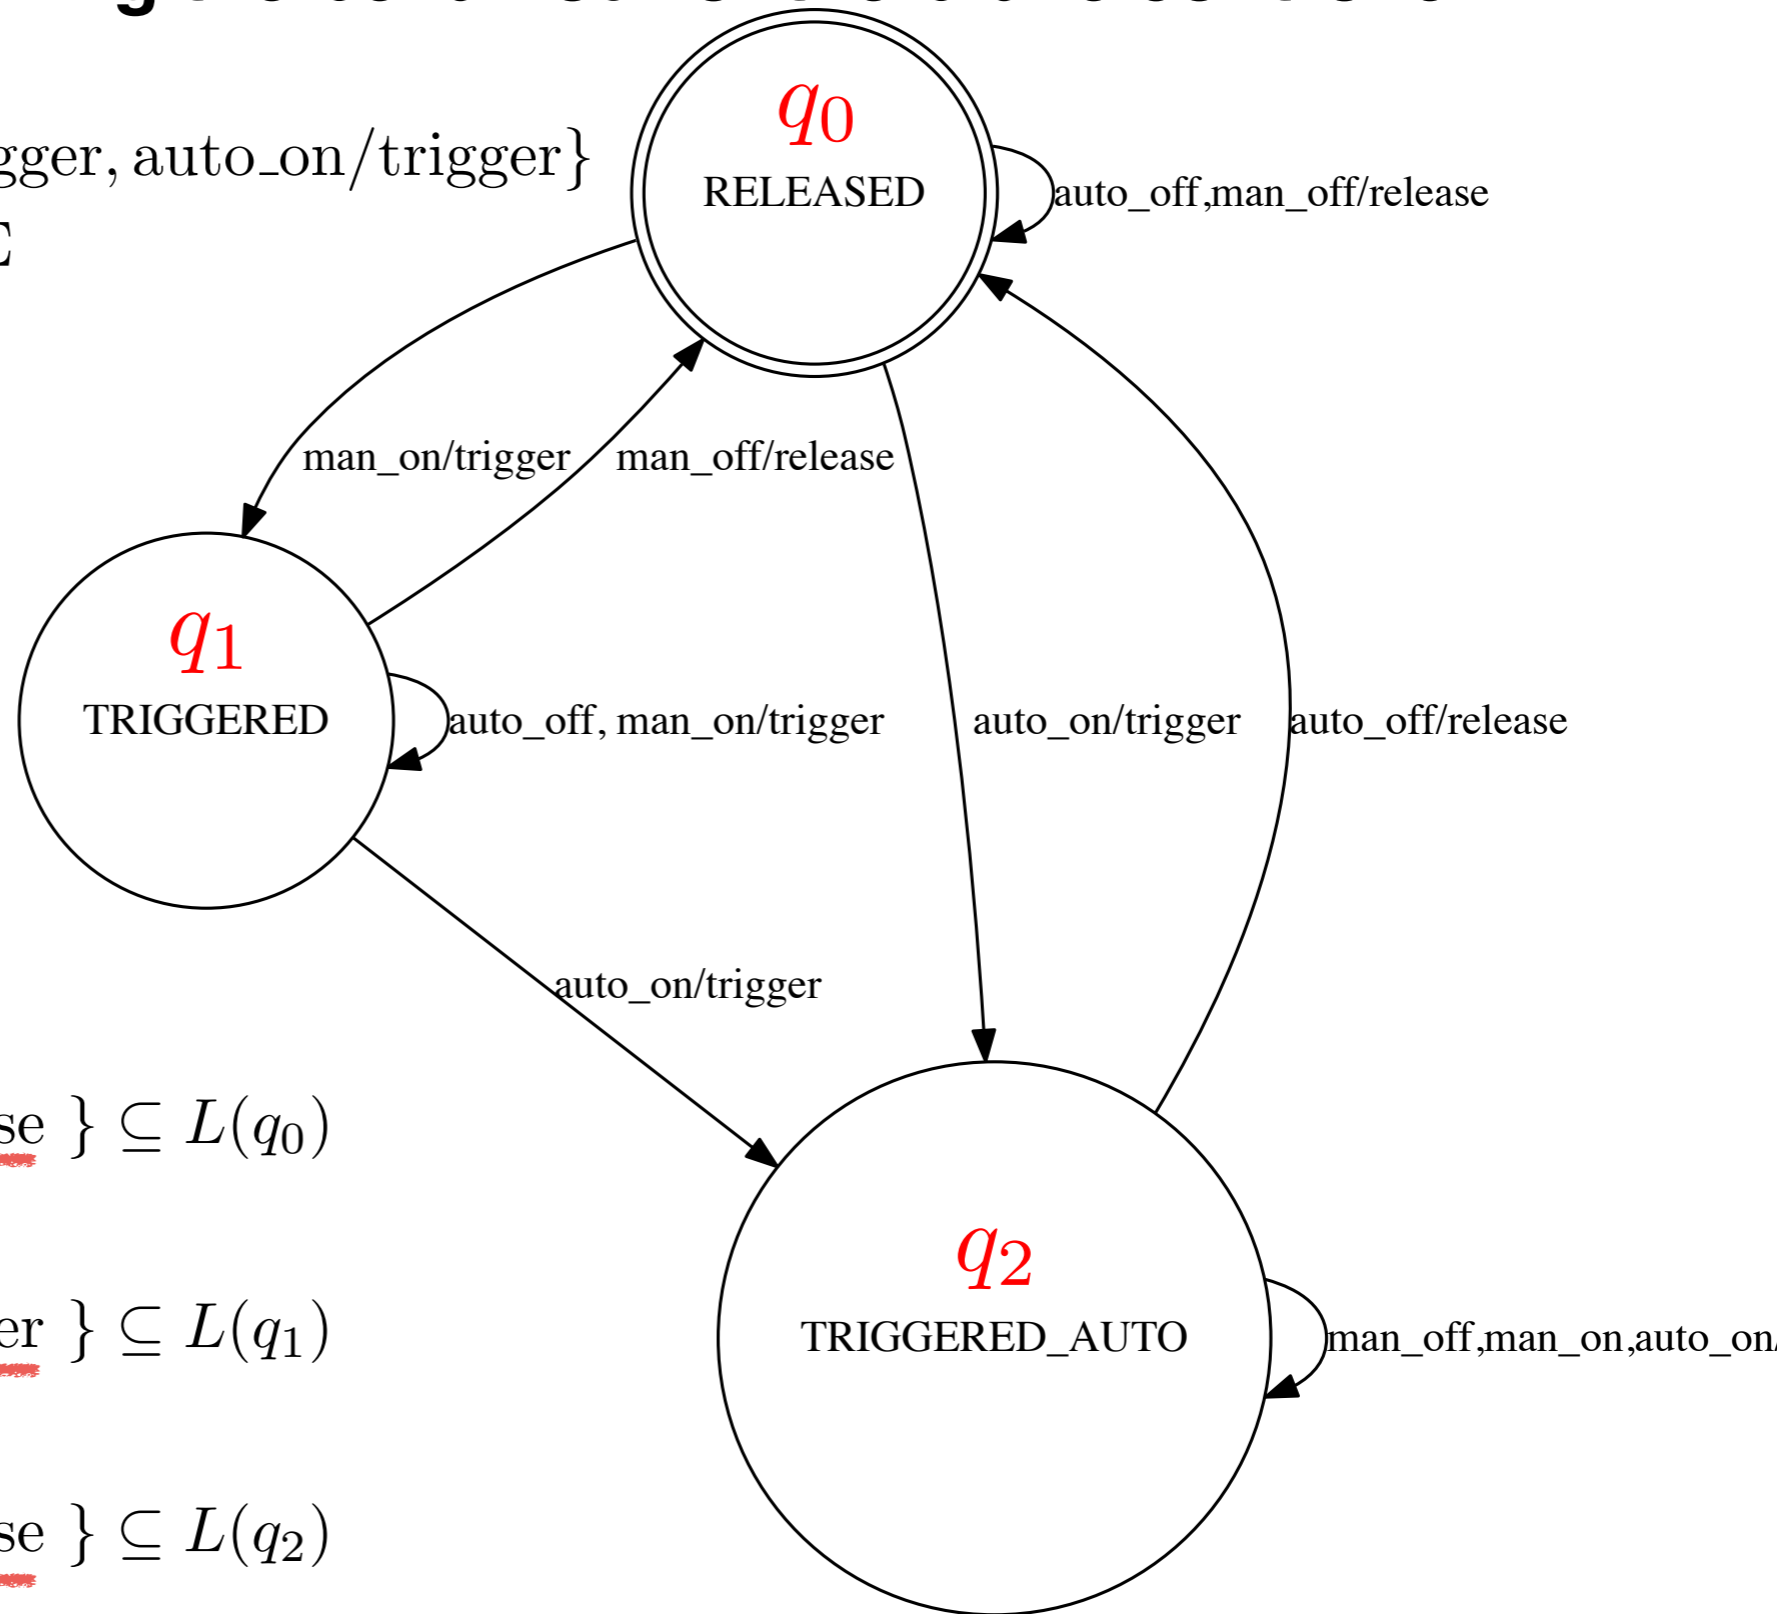 q₀
gger, auto_on/trigger}
RELEASED
auto_off,man_off/release
man_on/trigger
man_off/release
q₁
TRIGGERED
auto_off, man_on/trigger
auto_on/trigger
auto_off/release
auto_on/trigger
se } ⊆ L(q₀)
q₂
er } ⊆ L(q₁)
TRIGGERED_AUTO
man_off,man_on,auto_on/
se } ⊆ L(q₂)